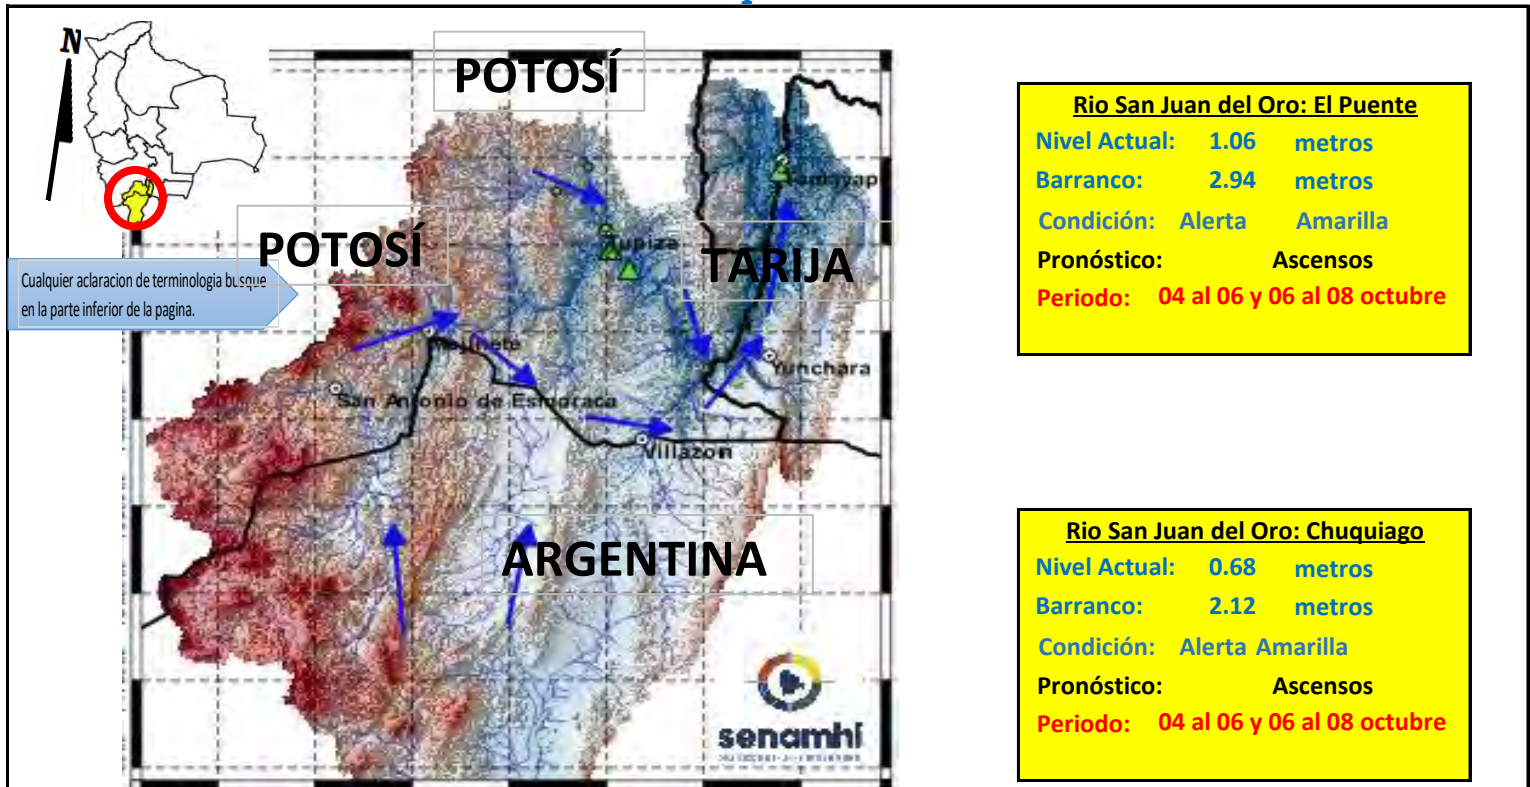 N
POTOSÍ
POTOSÍ
TARIJA
ARGENTINA
Cualquier aclaracion de terminologia busque
en la parte inferior de la pagina.
Tupiza
Yunchara
San Antonio de Esmoraca
Villazon
senamhi
Rio San Juan del Oro: El Puente
Nivel Actual: 1.06 metros
Barranco: 2.94 metros
Condición: Alerta Amarilla
Pronóstico: Ascensos
Periodo: 04 al 06 y 06 al 08 octubre
Rio San Juan del Oro: Chuquiago
Nivel Actual: 0.68 metros
Barranco: 2.12 metros
Condición: Alerta Amarilla
Pronóstico: Ascensos
Periodo: 04 al 06 y 06 al 08 octubre